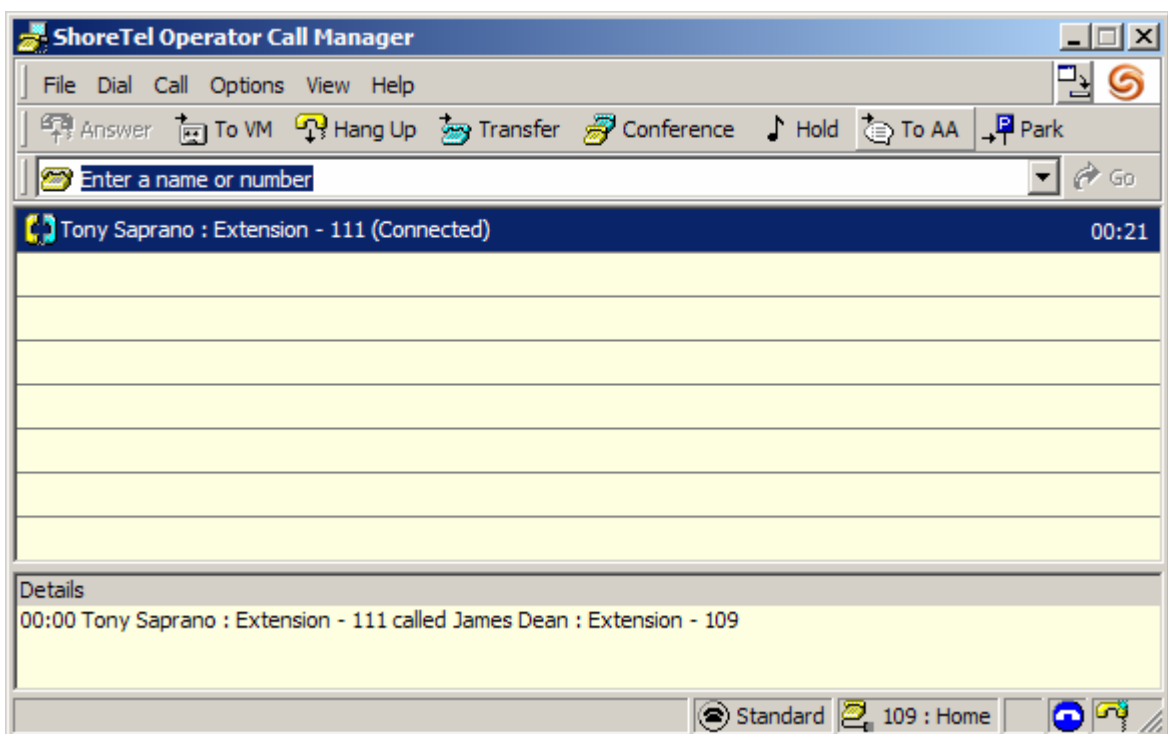 ShoreTel Operator Call Manager
File Dial Call Options View Help
Answer To VM Hang Up Transfer Conference Hold To AA P Park
Enter a name or number Go
Tony Saprano : Extension - 111 (Connected) 00:21
Details
00:00 Tony Saprano : Extension - 111 called James Dean : Extension - 109
Standard 109 : Home